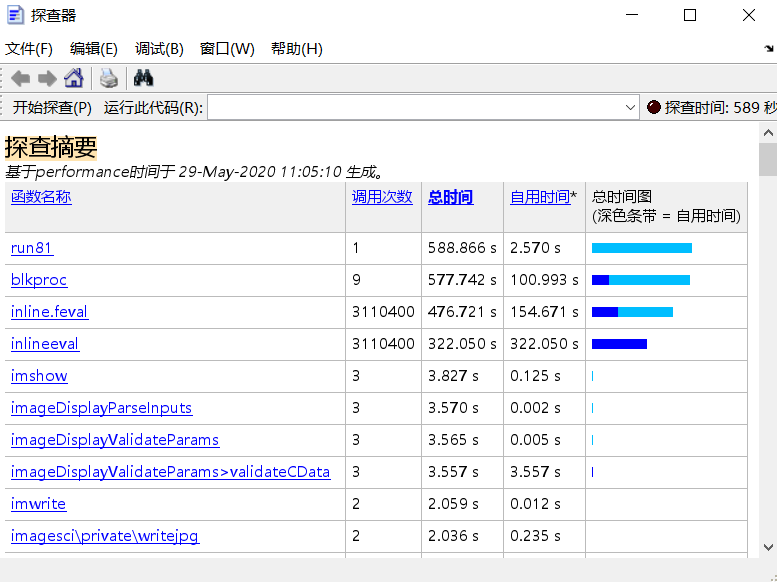 探查器
文件(F) 编辑(E) 调试(B) 窗口(W) 帮助(H)
开始探查(P) 运行此代码(R): 探查时间: 589 秒
探查摘要
基于performance时间于 29-May-2020 11:05:10 生成。
函数名称 调用次数 总时间 自用时间* 总时间图
(深色条带 = 自用时间)
run81 1 588.866 s 2.570 s
blkproc 9 577.742 s 100.993 s
inline.feval 3110400 476.721 s 154.671 s
inlineeval 3110400 322.050 s 322.050 s
imshow 3 3.827 s 0.125 s
imageDisplayParseInputs 3 3.570 s 0.002 s
imageDisplayValidateParams 3 3.565 s 0.005 s
imageDisplayValidateParams>validateCData 3 3.557 s 3.557 s
imwrite 2 2.059 s 0.012 s
imagesci\private\writejpg 2 2.036 s 0.235 s